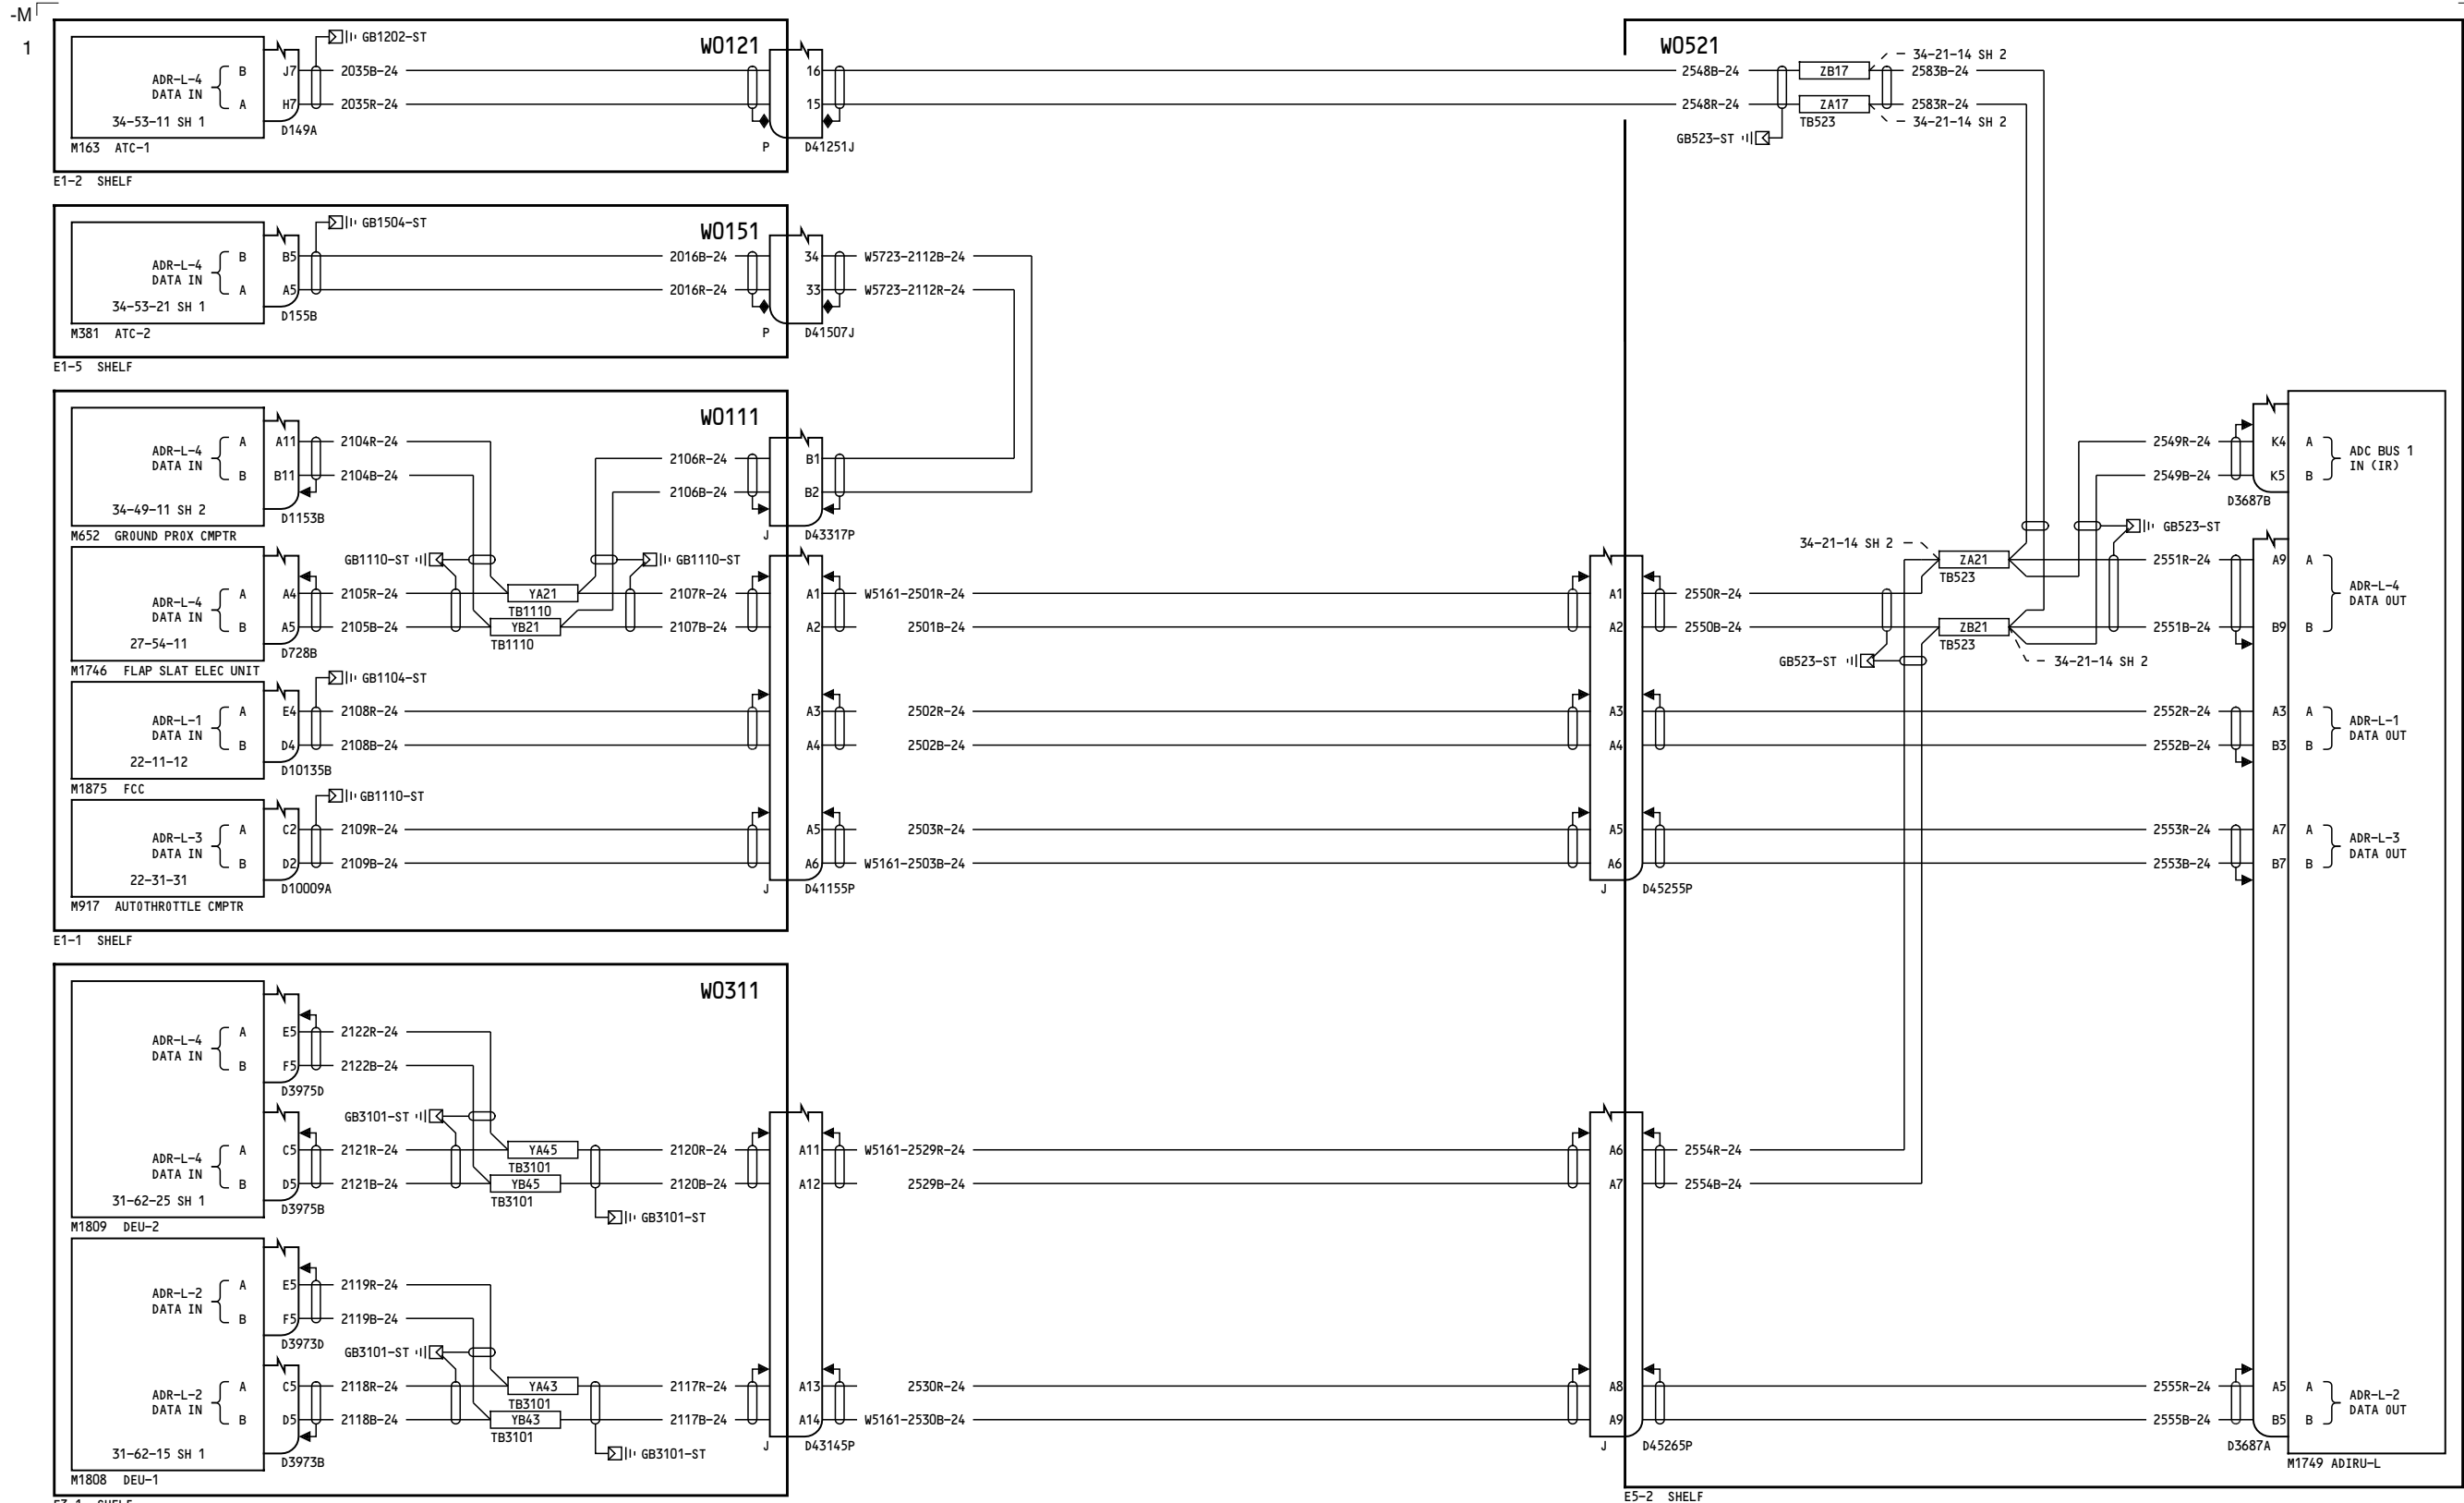 -M
1
W0121
GB1202-ST
ADR-L-4
DATA IN
B
A
J7
H7
2035B-24
2035R-24
34-53-11 SH 1
D149A
M163 ATC-1
E1-2 SHELF
16
15
P
D41251J
W0521
2548B-24
2548R-24
ZB17
ZA17
TB523
34-21-14 SH 2
2583B-24
2583R-24
34-21-14 SH 2
GB523-ST
W0151
GB1504-ST
ADR-L-4
DATA IN
B
A
B5
A5
2016B-24
2016R-24
34-53-21 SH 1
D155B
M381 ATC-2
E1-5 SHELF
34
33
P
D41507J
W5723-2112B-24
W5723-2112R-24
W0111
ADR-L-4
DATA IN
A
B
A11
B11
2104R-24
2104B-24
34-49-11 SH 2
D1153B
M652 GROUND PROX CMPTR
2106R-24
2106B-24
B1
B2
J
D43317P
GB1110-ST
GB1110-ST
ADR-L-4
DATA IN
A
B
A4
A5
2105R-24
2105B-24
YA21
TB1110
YB21
TB1110
2107R-24
2107B-24
27-54-11
D728B
M1746 FLAP SLAT ELEC UNIT
A1
A2
W5161-2501R-24
2501B-24
GB1104-ST
ADR-L-1
DATA IN
A
B
E4
D4
2108R-24
2108B-24
22-11-12
D10135B
M1875 FCC
A3
A4
2502R-24
2502B-24
GB1110-ST
ADR-L-3
DATA IN
A
B
C2
D2
2109R-24
2109B-24
22-31-31
D10009A
M917 AUTOTHROTTLE CMPTR
E1-1 SHELF
A5
A6
J
D41155P
2503R-24
W5161-2503B-24
A1
A2
A3
A4
A5
A6
J
D45255P
2550R-24
2550B-24
34-21-14 SH 2
ZA21
TB523
ZB21
TB523
34-21-14 SH 2
GB523-ST
GB523-ST
2549R-24
2549B-24
K4
K5
A
B
ADC BUS 1
IN (IR)
D3687B
2551R-24
2551B-24
A9
B9
A
B
ADR-L-4
DATA OUT
2552R-24
2552B-24
A3
B3
A
B
ADR-L-1
DATA OUT
2553R-24
2553B-24
A7
B7
A
B
ADR-L-3
DATA OUT
W0311
ADR-L-4
DATA IN
A
B
E5
F5
2122R-24
2122B-24
D3975D
GB3101-ST
ADR-L-4
DATA IN
A
B
C5
D5
2121R-24
2121B-24
YA45
TB3101
YB45
TB3101
2120R-24
2120B-24
GB3101-ST
31-62-25 SH 1
D3975B
M1809 DEU-2
A11
A12
W5161-2529R-24
2529B-24
A6
A7
2554R-24
2554B-24
ADR-L-2
DATA IN
A
B
E5
F5
2119R-24
2119B-24
D3973D
GB3101-ST
ADR-L-2
DATA IN
A
B
C5
D5
2118R-24
2118B-24
YA43
TB3101
YB43
TB3101
2117R-24
2117B-24
GB3101-ST
31-62-15 SH 1
D3973B
M1808 DEU-1
E3-1 SHELF
A13
A14
J
D43145P
2530R-24
W5161-2530B-24
A8
A9
J
D45265P
2555R-24
2555B-24
A5
B5
A
B
ADR-L-2
DATA OUT
D3687A
M1749 ADIRU-L
E5-2 SHELF